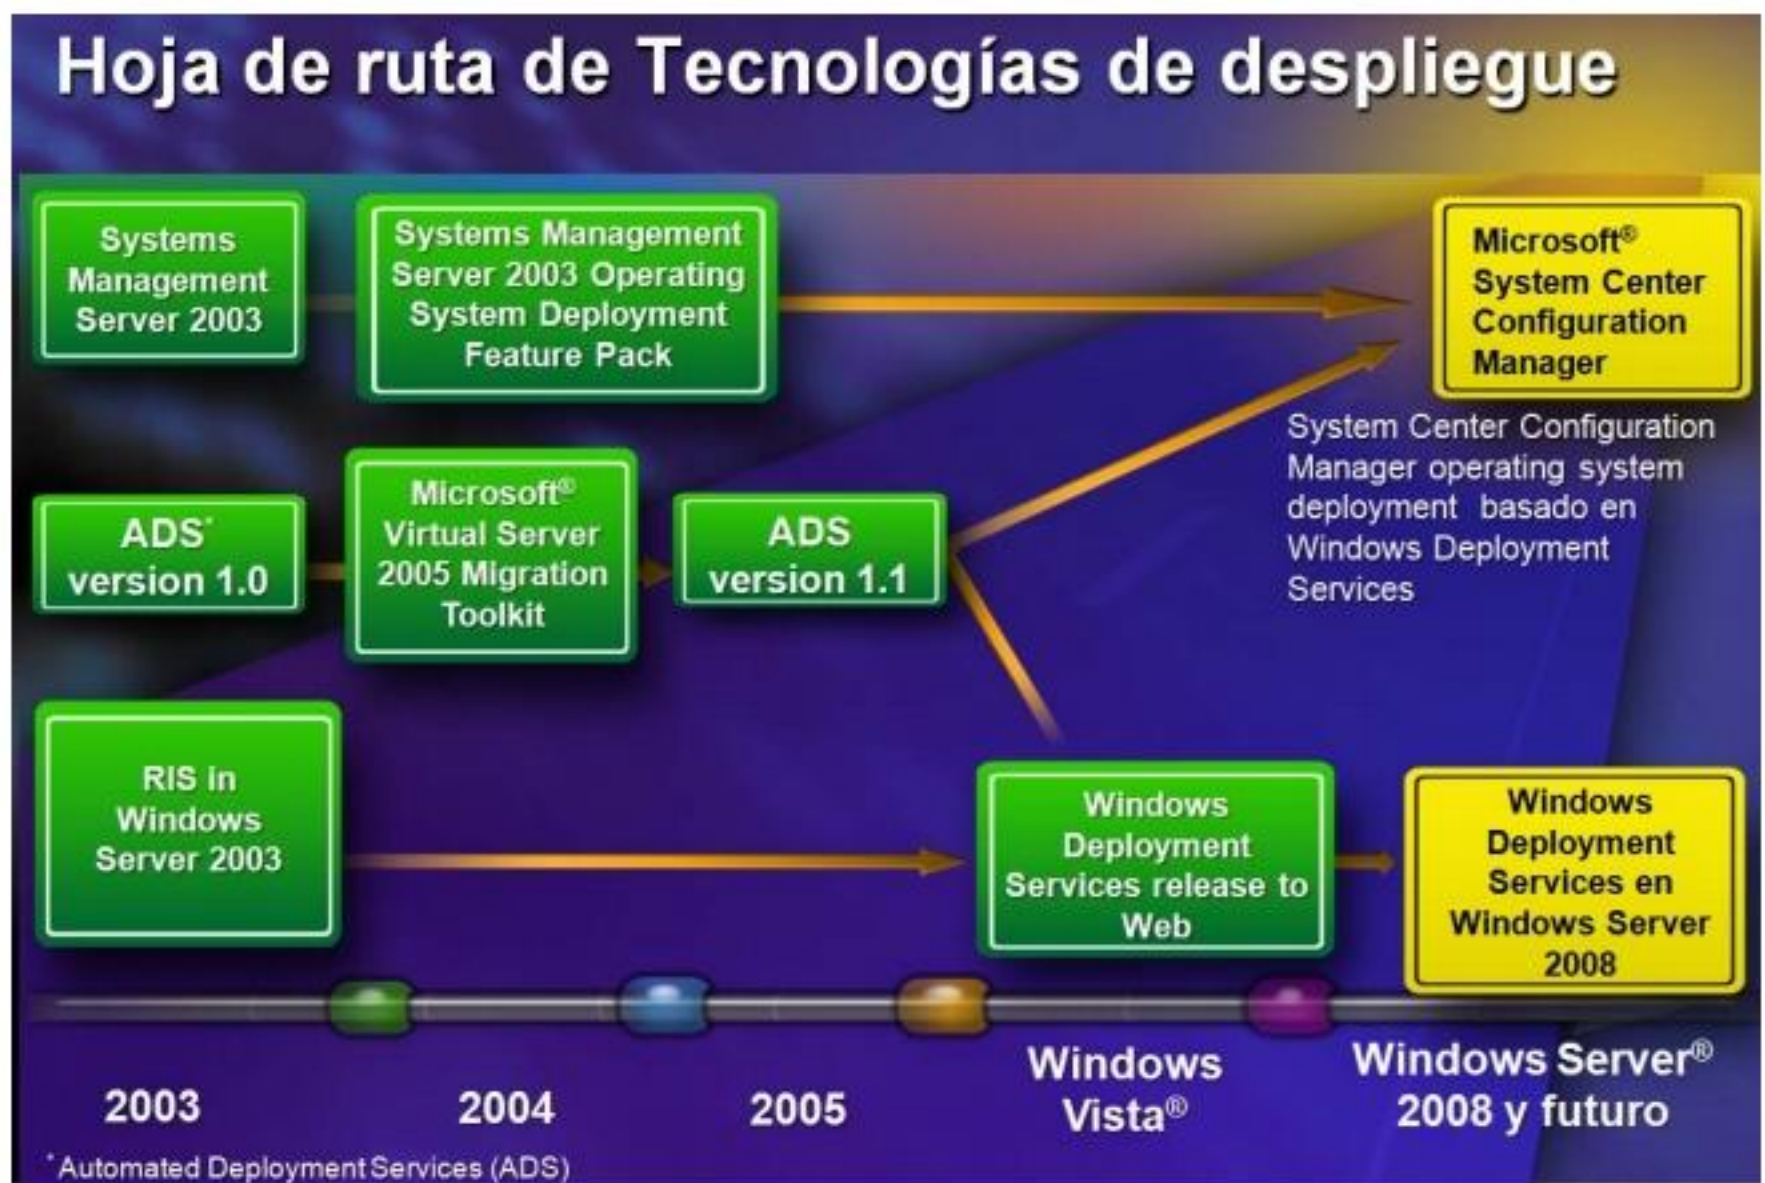 Hoja de ruta de Tecnologías de despliegue
Systems
Management
Server 2003
Systems Management
Server 2003 Operating
System Deployment
Feature Pack
Microsoft®
System Center
Configuration
Manager
System Center Configuration
Manager operating system
deployment basado en
Windows Deployment
Services
ADS*
version 1.0
Microsoft®
Virtual Server
2005 Migration
Toolkit
ADS
version 1.1
RIS in
Windows
Server 2003
Windows
Deployment
Services release to
Web
Windows
Deployment
Services en
Windows Server
2008
2003
2004
2005
Windows
Vista®
Windows Server®
2008 y futuro
*Automated Deployment Services (ADS)